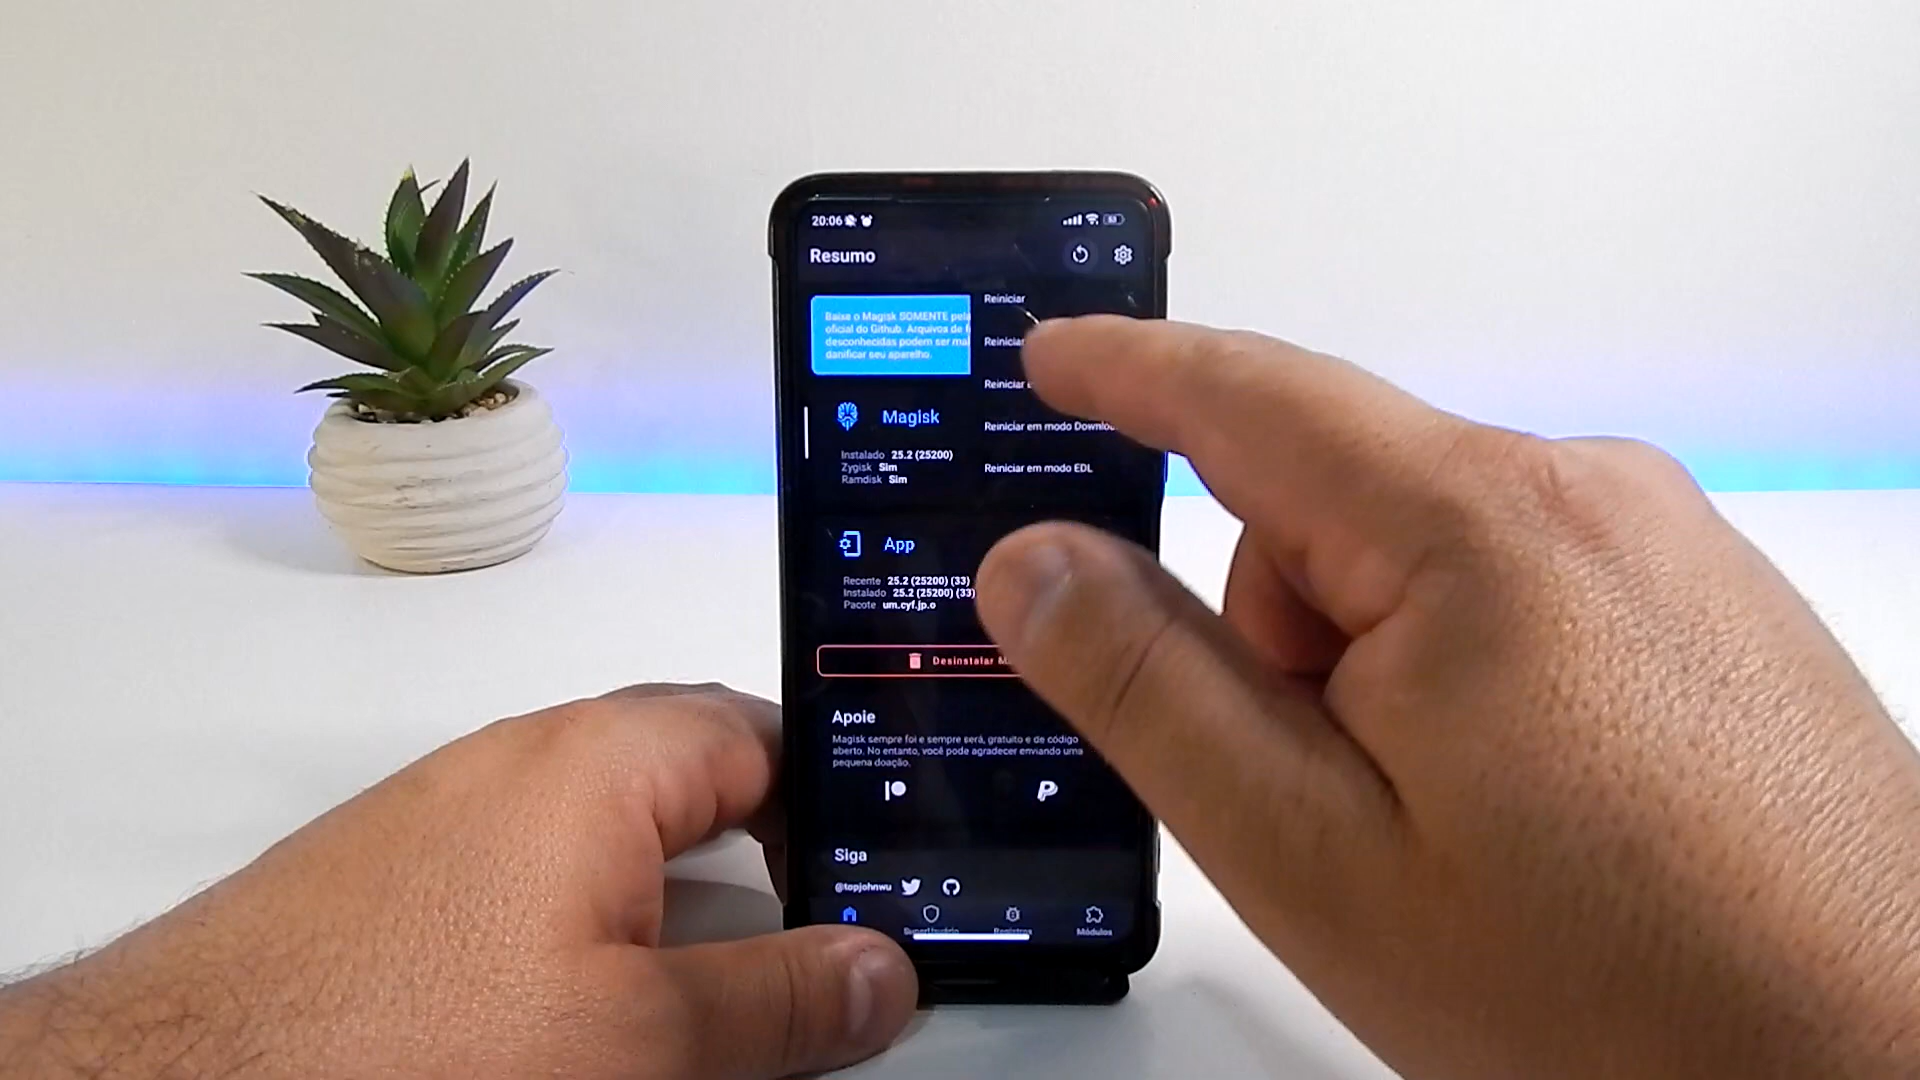 20:06
53
Resumo
Reiniciar
Baixe o Magisk SOMENTE pela
oficial do Github. Arquivos de
desconhecidas podem ser
danificar seu aparelho.
Reiniciar
Reiniciar
Reiniciar em modo
Reiniciar em modo EDL
Magisk
Instalado 25.2 (25200)
Zygisk Sim
Ramdisk Sim
App
Recente 25.2 (25200) (33)
Instalado 25.2 (25200) (33)
Pacote um.cyf.jp.o
Desinstalar
Apoie
Magisk sempre foi e sempre será, gratuito e de código
aberto. No entanto, você pode agradecer enviando uma
pequena doação.
Siga
@topjohnwu
SuperUsuário
Registros
Módulos